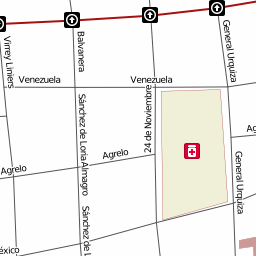 Virrey Liniers
Balvanera
General Urquiza
Venezuela
Venezuela
24 de Noviembre
Sánchez de Loria Almagro
Agrelo
Agrelo
General Urquiza
Sánchez de L
éxico